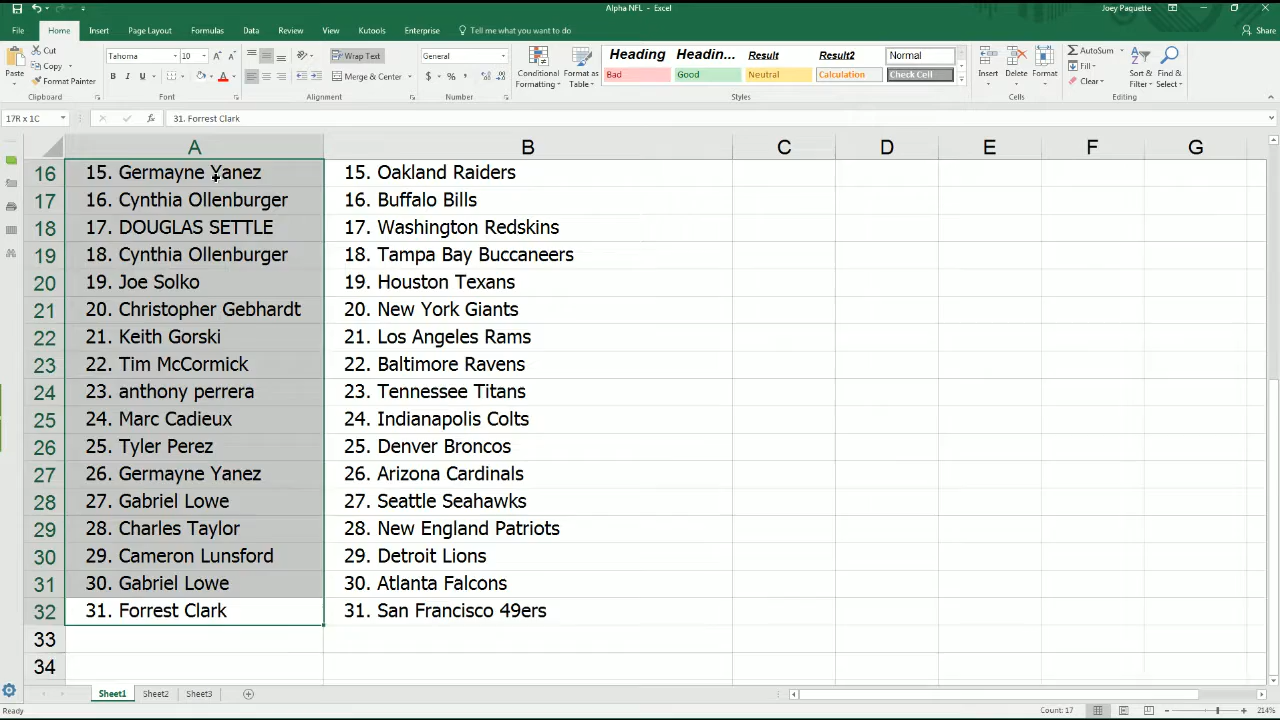 Alpha NFL - Excel
Joey Paquette
File Home Insert Page Layout Formulas Data Review View Kutools Enterprise Tell me what you want to do... Share
Paste Cut Copy Format Painter Clipboard
Tahoma 10 B I U A Font
Wrap Text Merge & Center Alignment
General $ % , Number
Conditional Formatting Format as Table
Heading Headin... Result Result2 Normal
Bad Good Neutral Calculation Check Cell
Styles
Insert Delete Format Cells
AutoSum Fill Clear Sort & Filter Find & Select Editing
17R x 1C fx 31. Forrest Clark
A B C D E F G
16 15. Germayne Yanez 15. Oakland Raiders
17 16. Cynthia Ollenburger 16. Buffalo Bills
18 17. DOUGLAS SETTLE 17. Washington Redskins
19 18. Cynthia Ollenburger 18. Tampa Bay Buccaneers
20 19. Joe Solko 19. Houston Texans
21 20. Christopher Gebhardt 20. New York Giants
22 21. Keith Gorski 21. Los Angeles Rams
23 22. Tim McCormick 22. Baltimore Ravens
24 23. anthony perrera 23. Tennessee Titans
25 24. Marc Cadieux 24. Indianapolis Colts
26 25. Tyler Perez 25. Denver Broncos
27 26. Germayne Yanez 26. Arizona Cardinals
28 27. Gabriel Lowe 27. Seattle Seahawks
29 28. Charles Taylor 28. New England Patriots
30 29. Cameron Lunsford 29. Detroit Lions
31 30. Gabriel Lowe 30. Atlanta Falcons
32 31. Forrest Clark 31. San Francisco 49ers
33
34
Sheet1 Sheet2 Sheet3
Ready Count: 17 214%